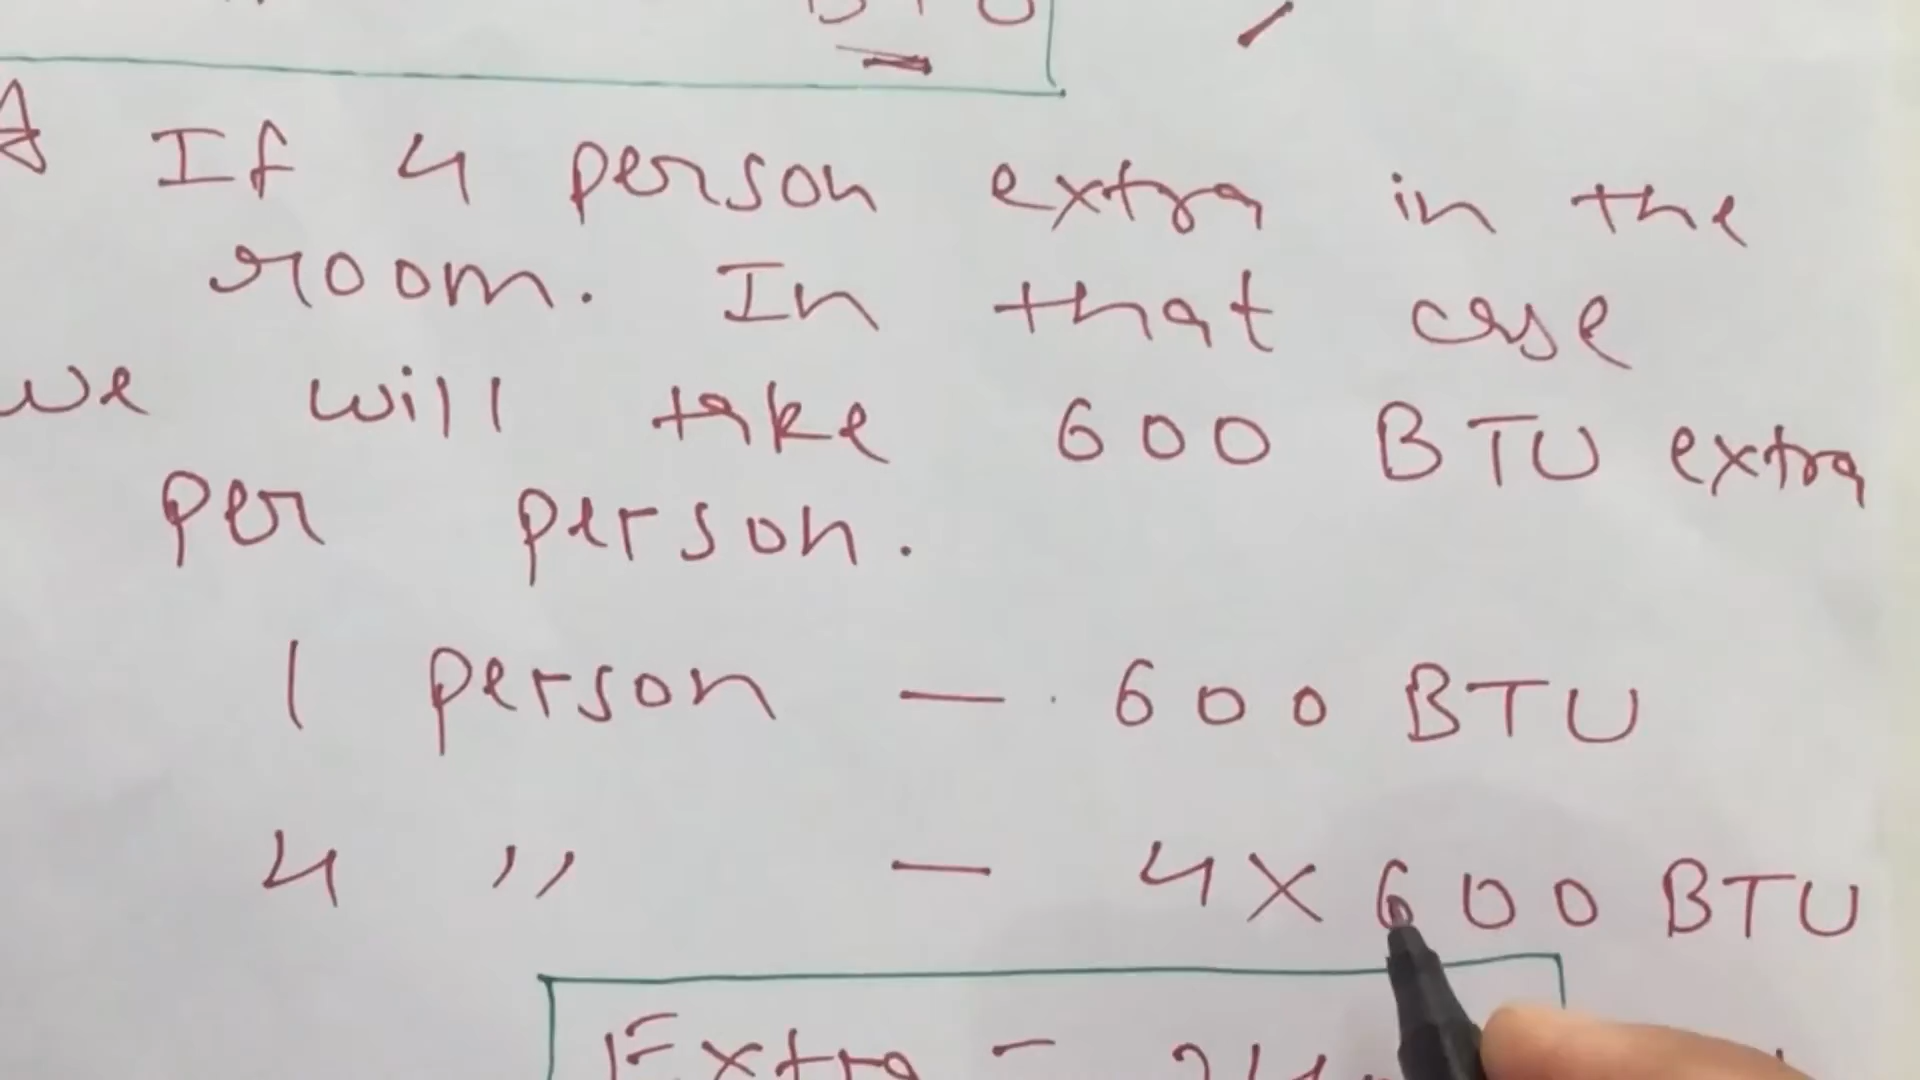 BTU
If 4 person extra in the
room. In that case
we will take 600 BTU extra
per person.
1 person - 600 BTU
4 " - 4 X 600 BTU
Extra -